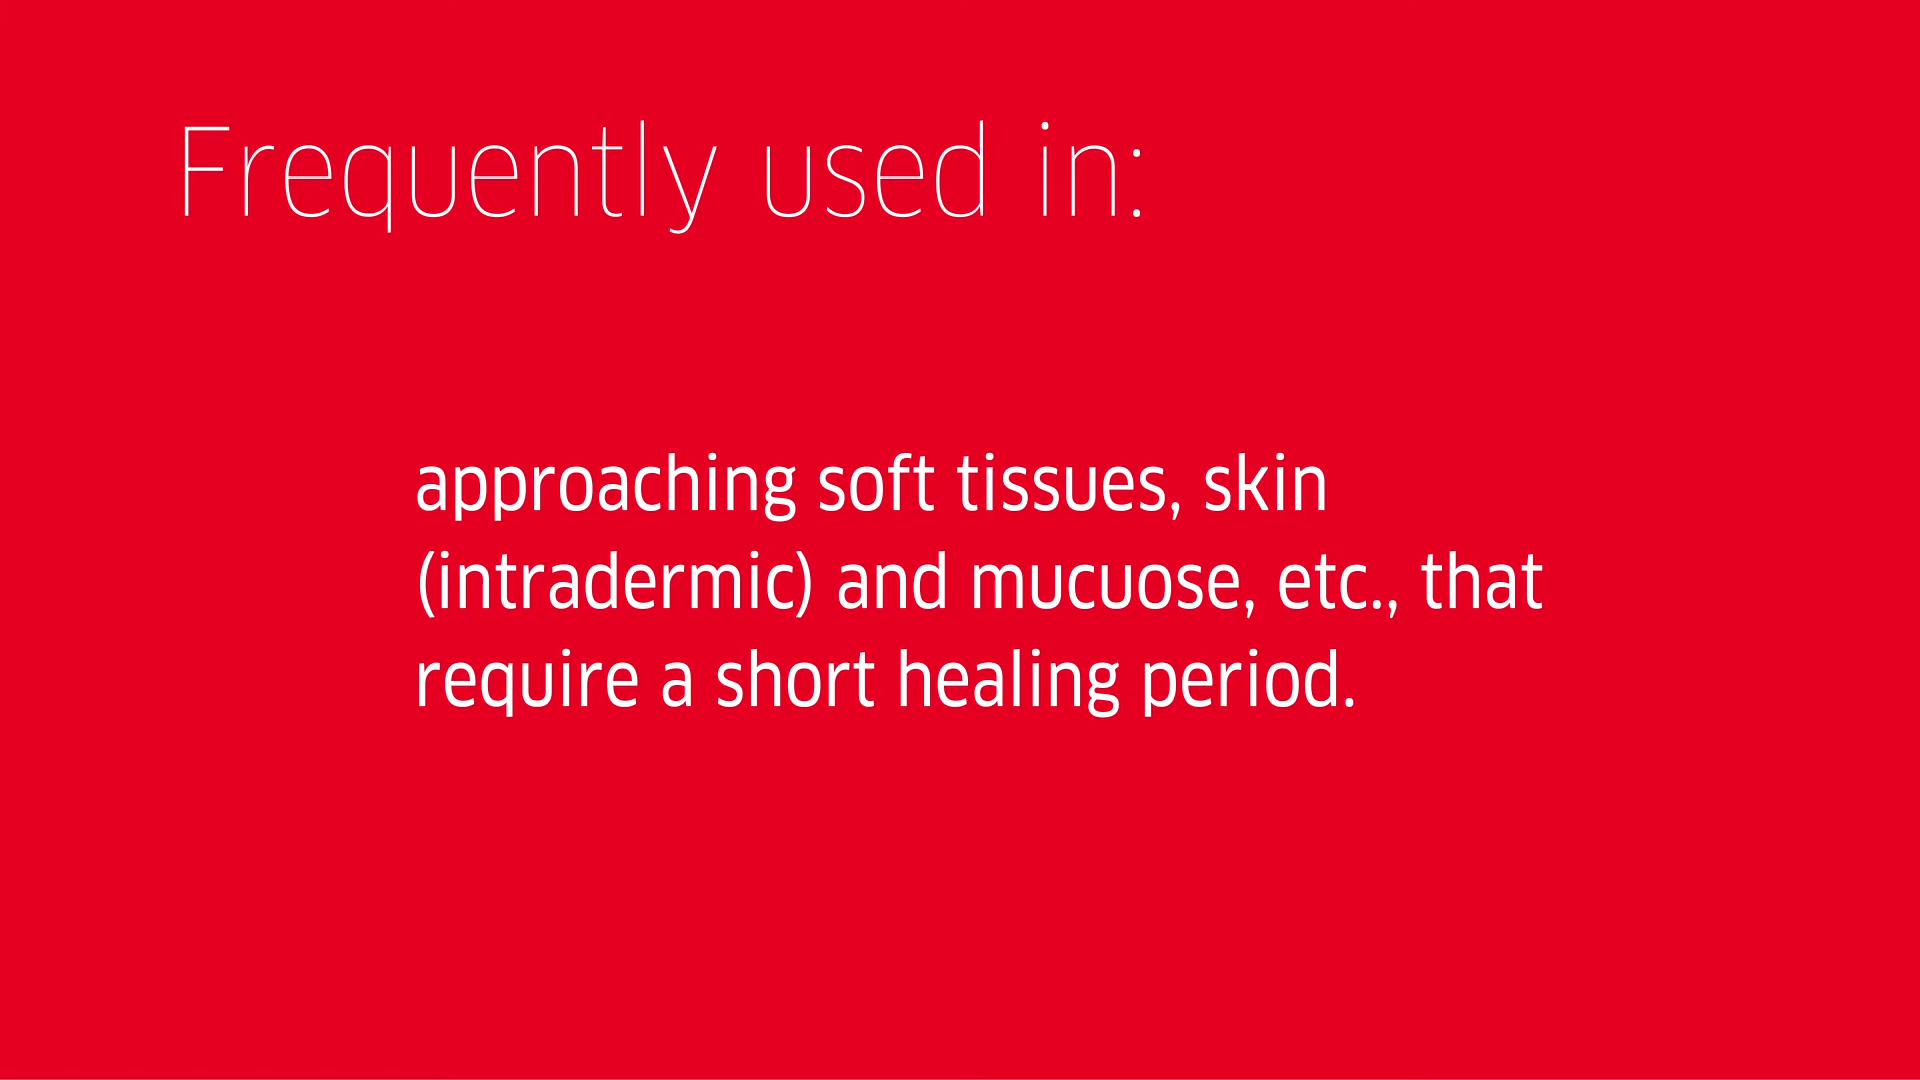 Frequently used in:
approaching soft tissues, skin
(intradermic) and mucuose, etc., that
require a short healing period.